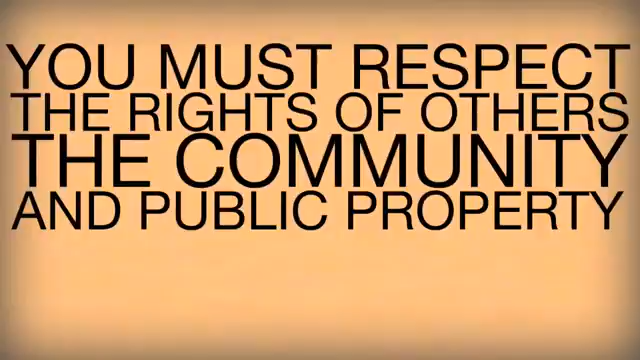 YOU MUST RESPECT
THE RIGHTS OF OTHERS
THE COMMUNITY
AND PUBLIC PROPERTY